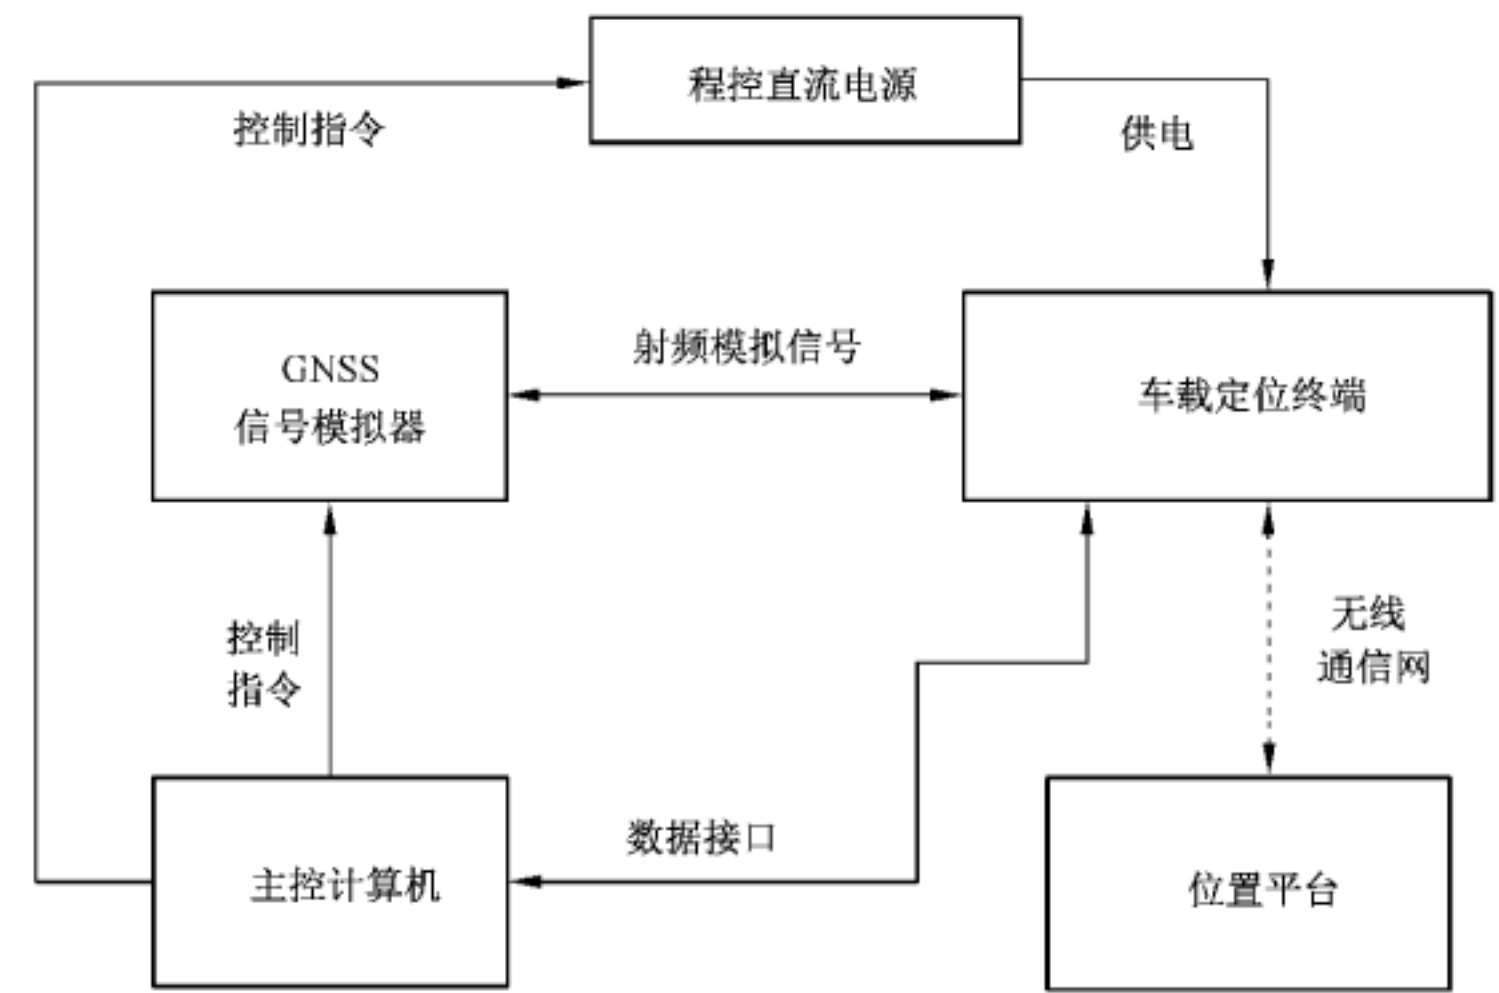 程控直流电源
控制指令
供电
GNSS
信号模拟器
射频模拟信号
车载定位终端
控制
指令
无线
通信网
数据接口
主控计算机
位置平台